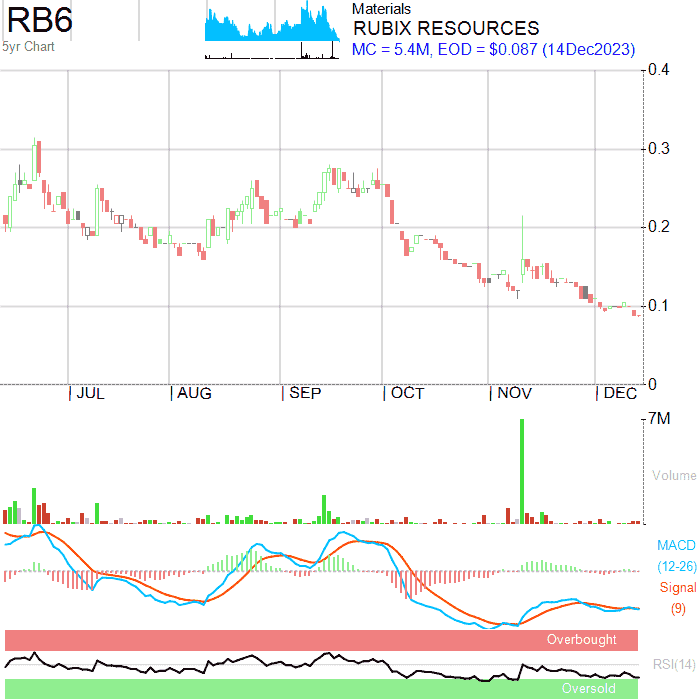 RB6
5yr Chart
Materials
RUBIX RESOURCES
MC = 5.4M, EOD = $0.087 (14Dec2023)
0.4
0.3
0.2
0.1
0
JUL AUG SEP OCT NOV DEC
7M
Volume
MACD
(12-26)
Signal
(9)
Overbought
RSI(14)
Oversold